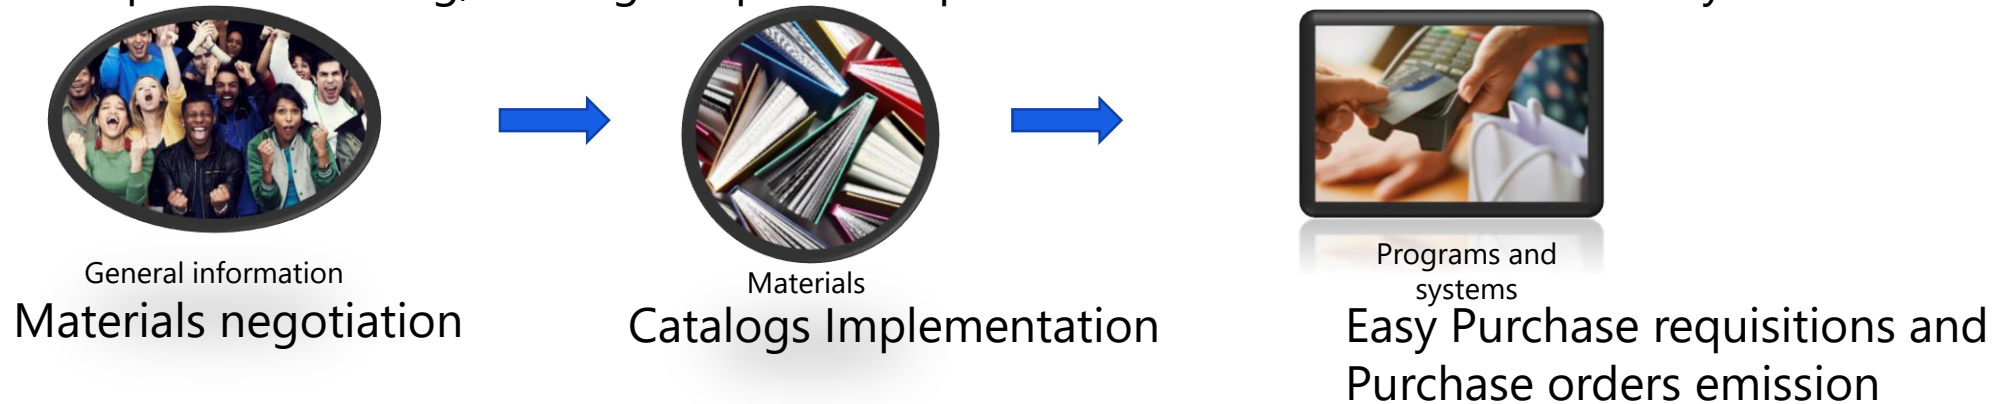 General information
Materials negotiation
Materials
Catalogs Implementation
Programs and
systems
Easy Purchase requisitions and
Purchase orders emission